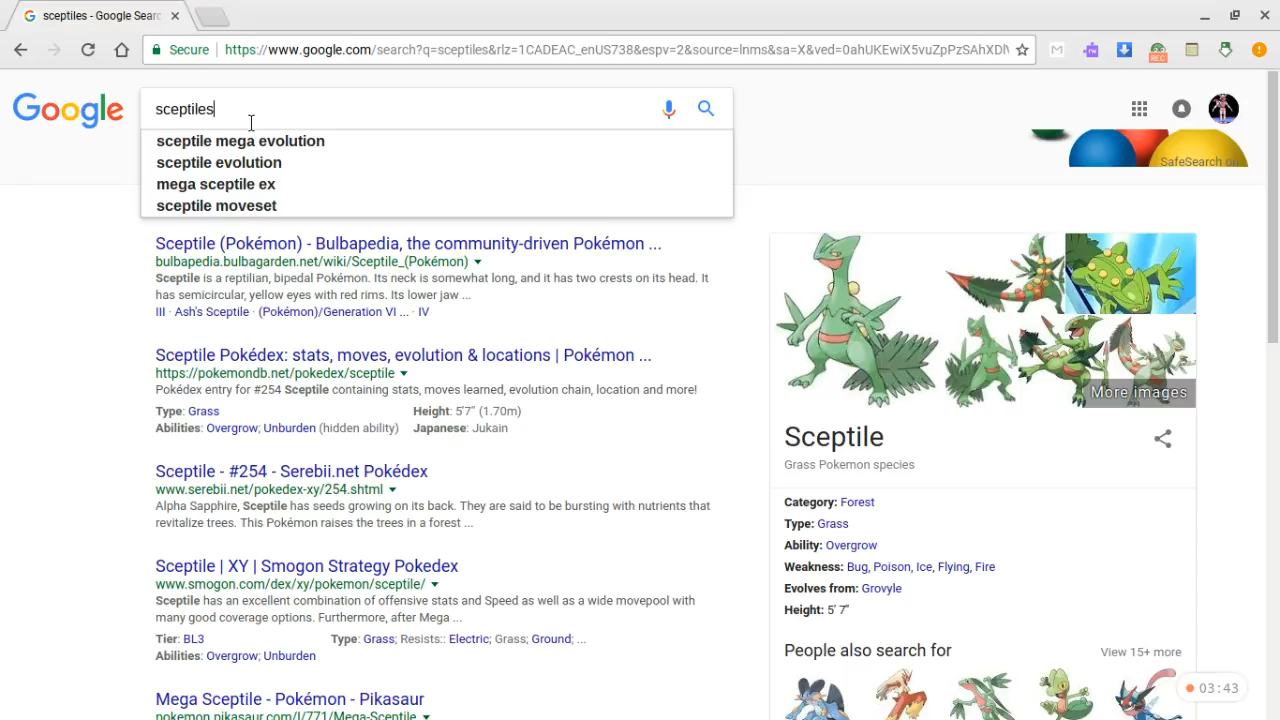 sceptiles - Google Searc
Secure
https://www.google.com/search?q=sceptiles&rlz=1CADEAC_enUS738&espv=2&source=lnms&sa=X&ved=0ahUKEwiX5vuZpPzSAhXDlV
REC
Google
sceptiles
sceptile mega evolution
sceptile evolution
mega sceptile ex
sceptile moveset
SafeSearch on
Sceptile (Pokémon) - Bulbapedia, the community-driven Pokémon ...
bulbapedia.bulbagarden.net/wiki/Sceptile_(Pokémon)
Sceptile is a reptilian, bipedal Pokémon. Its neck is somewhat long, and it has two crests on its head. It
has semicircular, yellow eyes with red rims. Its lower jaw ...
III · Ash's Sceptile · (Pokémon)/Generation VI ... · IV
Sceptile Pokédex: stats, moves, evolution & locations | Pokémon ...
https://pokemondb.net/pokedex/sceptile
Pokédex entry for #254 Sceptile containing stats, moves learned, evolution chain, location and more!
Type: Grass
Height: 5'7" (1.70m)
Abilities: Overgrow; Unburden (hidden ability)
Japanese: Jukain
Sceptile - #254 - Serebii.net Pokédex
www.serebii.net/pokedex-xy/254.shtml
Alpha Sapphire, Sceptile has seeds growing on its back. They are said to be bursting with nutrients that
revitalize trees. This Pokémon raises the trees in a forest ...
Sceptile | XY | Smogon Strategy Pokedex
www.smogon.com/dex/xy/pokemon/sceptile/
Sceptile has an excellent combination of offensive stats and Speed as well as a wide movepool with
many good coverage options. Furthermore, after Mega ...
Tier: BL3
Type: Grass; Resists:: Electric; Grass; Ground; ...
Abilities: Overgrow; Unburden
Mega Sceptile - Pokémon - Pikasaur
pokemon.pikasaur.com/l/771/Mega-Sceptile
More images
Sceptile
Grass Pokemon species
Category: Forest
Type: Grass
Ability: Overgrow
Weakness: Bug, Poison, Ice, Flying, Fire
Evolves from: Grovyle
Height: 5' 7"
People also search for
View 15+ more
03:43